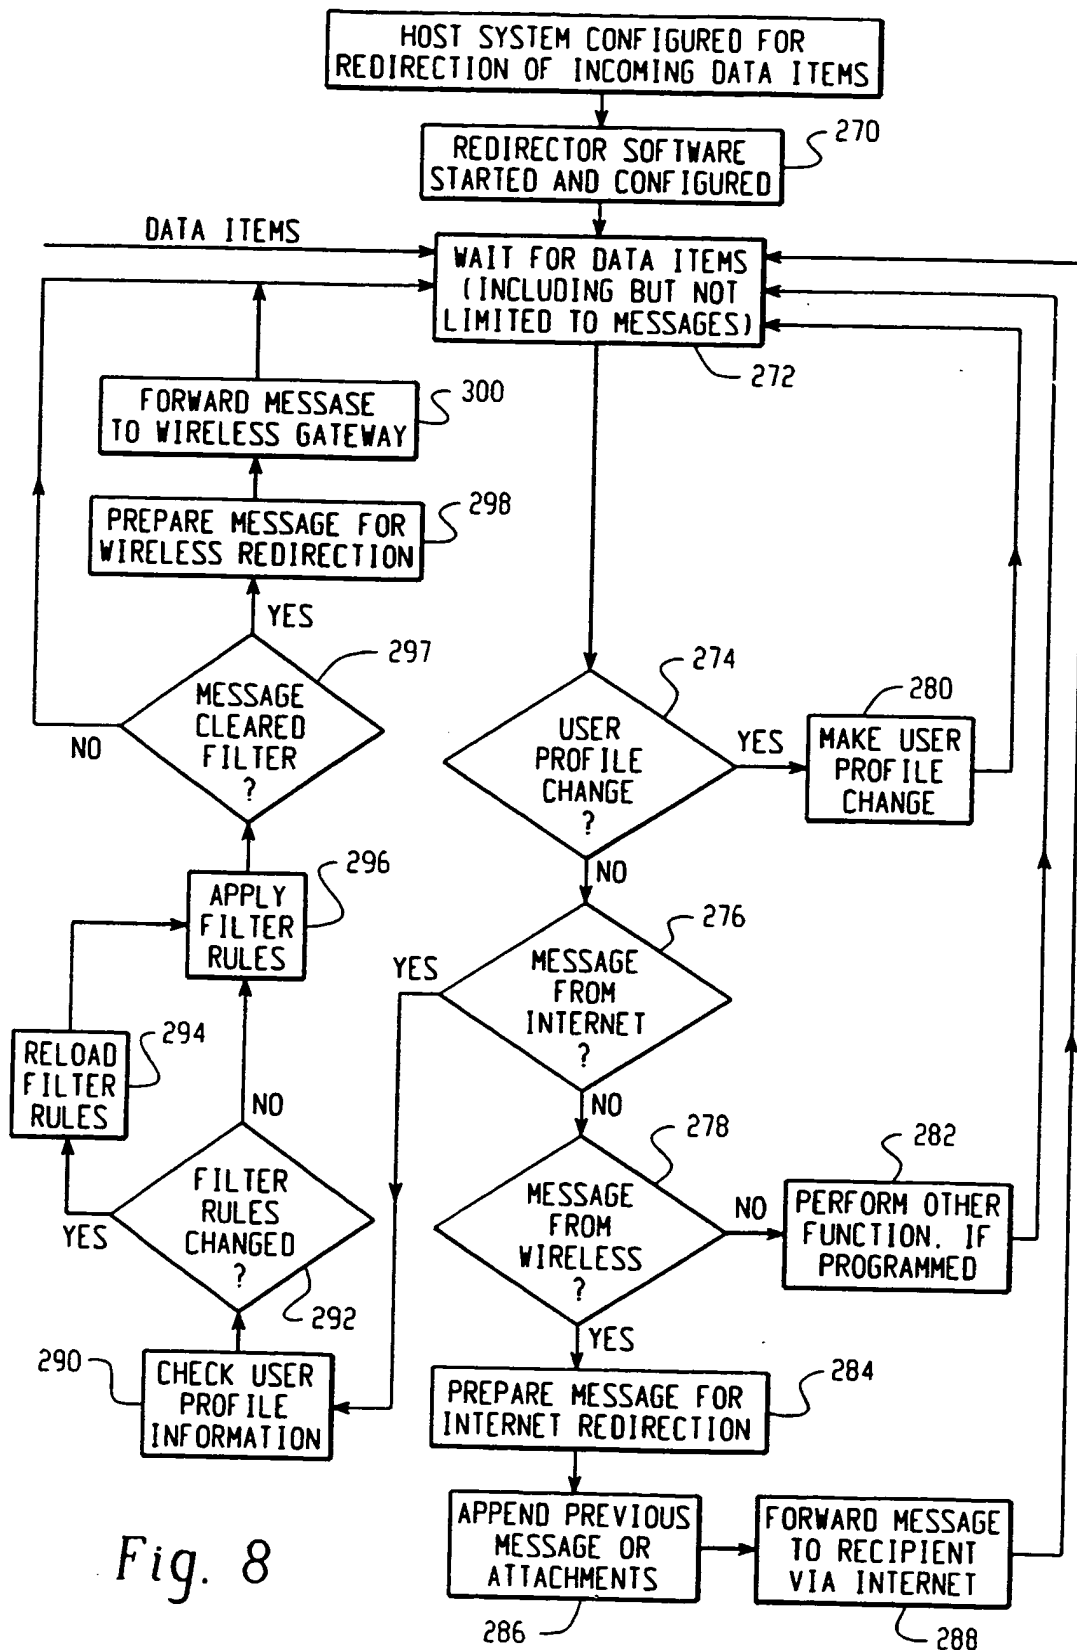 HOST SYSTEM CONFIGURED FOR
REDIRECTION OF INCOMING DATA ITEMS
270
REDIRECTOR SOFTWARE
STARTED AND CONFIGURED
DATA ITEMS
WAIT FOR DATA ITEMS
(INCLUDING BUT NOT
LIMITED TO MESSAGES)
272
300
FORWARD MESSASE
TO WIRELESS GATEWAY
298
PREPARE MESSAGE FOR
WIRELESS REDIRECTION
YES
297
MESSAGE
CLEARED
FILTER
?
NO
274
USER
PROFILE
CHANGE
?
YES
280
MAKE USER
PROFILE
CHANGE
NO
296
APPLY
FILTER
RULES
276
MESSAGE
FROM
INTERNET
?
YES
NO
294
RELOAD
FILTER
RULES
NO
FILTER
RULES
CHANGED
?
YES
292
278
MESSAGE
FROM
WIRELESS
?
NO
282
PERFORM OTHER
FUNCTION. IF
PROGRAMMED
YES
290
CHECK USER
PROFILE
INFORMATION
284
PREPARE MESSAGE FOR
INTERNET REDIRECTION
APPEND PREVIOUS
MESSAGE OR
ATTACHMENTS
286
FORWARD MESSAGE
TO RECIPIENT
VIA INTERNET
288
Fig. 8